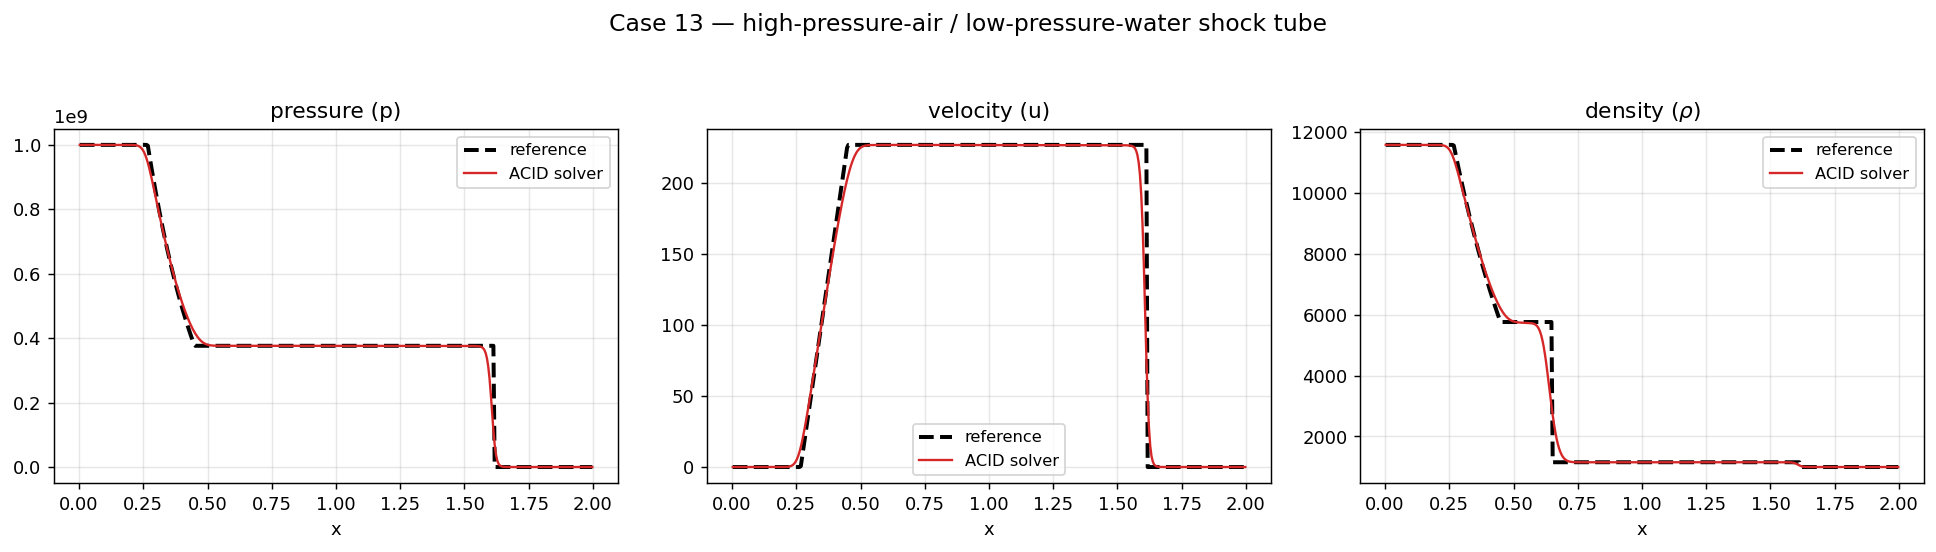 Case 13 — high-pressure-air / low-pressure-water shock tube
pressure (p)
1e9
1.0
0.8
0.6
0.4
0.2
0.0
0.00 0.25 0.50 0.75 1.00 1.25 1.50 1.75 2.00
x
reference
ACID solver
velocity (u)
200
150
100
50
0
0.00 0.25 0.50 0.75 1.00 1.25 1.50 1.75 2.00
x
reference
ACID solver
density (ρ)
12000
10000
8000
6000
4000
2000
0.00 0.25 0.50 0.75 1.00 1.25 1.50 1.75 2.00
x
reference
ACID solver